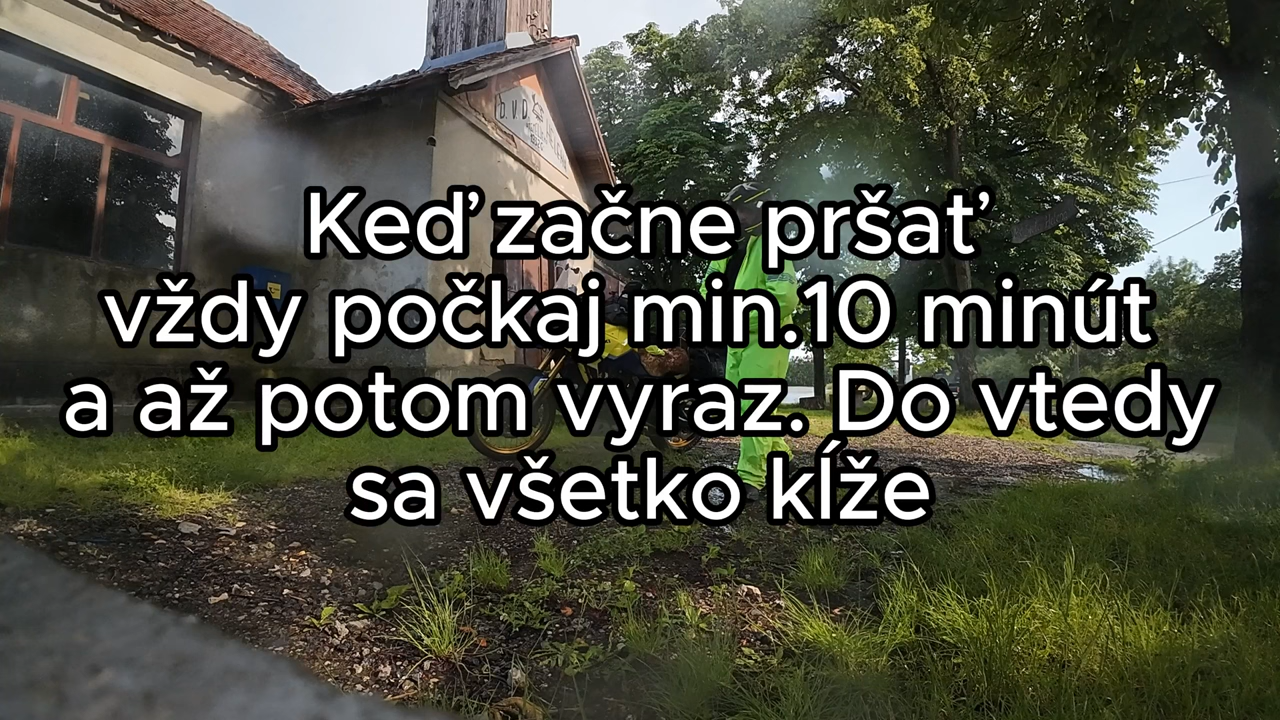 D.V.D.
Keď začne pršať
vždy počkaj min.10 minút
a až potom vyraz. Do vtedy
sa všetko kĺže